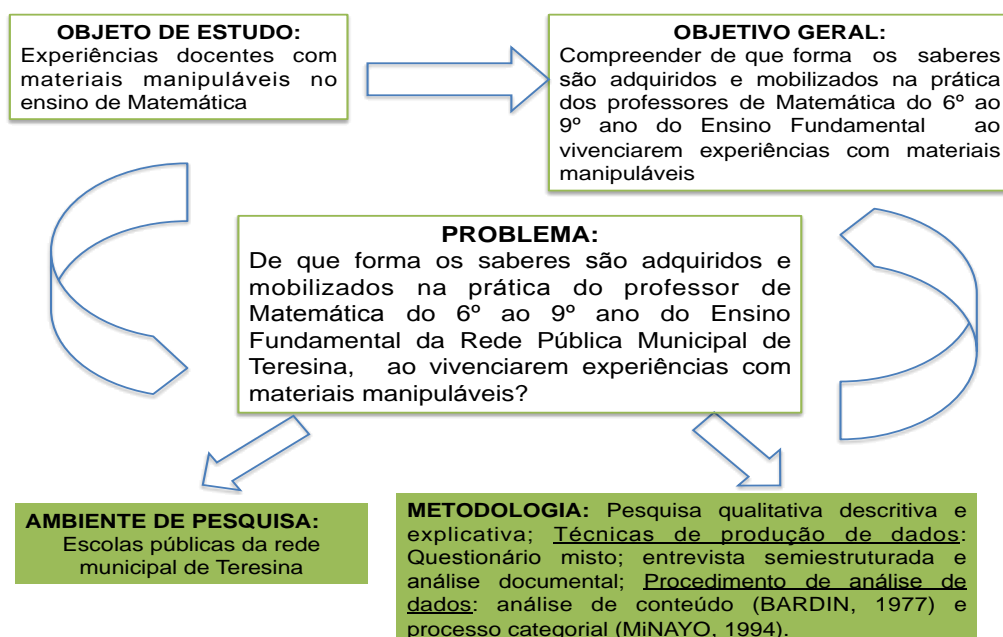 OBJETO DE ESTUDO:
Experiências docentes com
materiais manipuláveis no
ensino de Matemática
OBJETIVO GERAL:
Compreender de que forma os saberes
são adquiridos e mobilizados na prática
dos professores de Matemática do 6º ao
9º ano do Ensino Fundamental ao
vivenciarem experiências com materiais
manipuláveis
PROBLEMA:
De que forma os saberes são adquiridos e
mobilizados na prática do professor de
Matemática do 6º ao 9º ano do Ensino
Fundamental da Rede Pública Municipal de
Teresina, ao vivenciarem experiências com
materiais manipuláveis?
AMBIENTE DE PESQUISA:
Escolas públicas da rede
municipal de Teresina
METODOLOGIA: Pesquisa qualitativa descritiva e
explicativa; Técnicas de produção de dados:
Questionário misto; entrevista semiestruturada e
análise documental; Procedimento de análise de
dados: análise de conteúdo (BARDIN, 1977) e
processo categorial (MiNAYO, 1994).